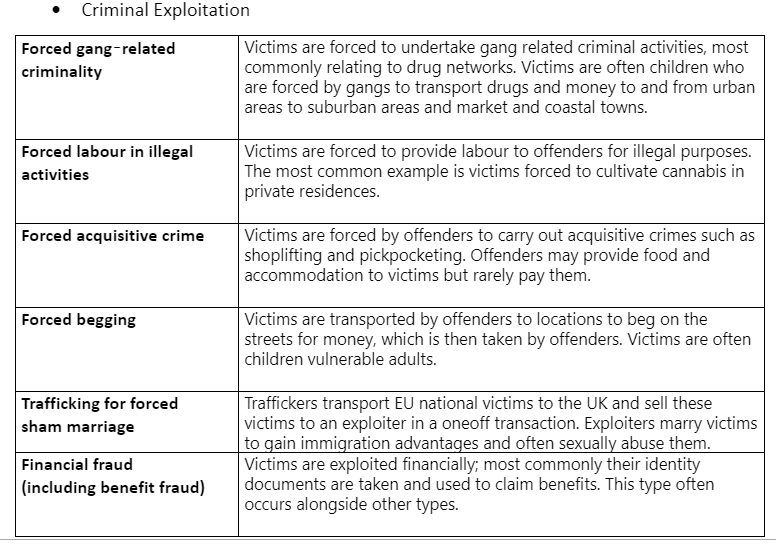 • Criminal Exploitation
Forced gang-related
criminality
Victims are forced to undertake gang related criminal activities, most
commonly relating to drug networks. Victims are often children who
are forced by gangs to transport drugs and money to and from urban
areas to suburban areas and market and coastal towns.
Forced labour in illegal
activities
Victims are forced to provide labour to offenders for illegal purposes.
The most common example is victims forced to cultivate cannabis in
private residences.
Forced acquisitive crime
Victims are forced by offenders to carry out acquisitive crimes such as
shoplifting and pickpocketing. Offenders may provide food and
accommodation to victims but rarely pay them.
Forced begging
Victims are transported by offenders to locations to beg on the
streets for money, which is then taken by offenders. Victims are often
children vulnerable adults.
Trafficking for forced
sham marriage
Traffickers transport EU national victims to the UK and sell these
victims to an exploiter in a oneoff transaction. Exploiters marry victims
to gain immigration advantages and often sexually abuse them.
Financial fraud
(including benefit fraud)
Victims are exploited financially; most commonly their identity
documents are taken and used to claim benefits. This type often
occurs alongside other types.